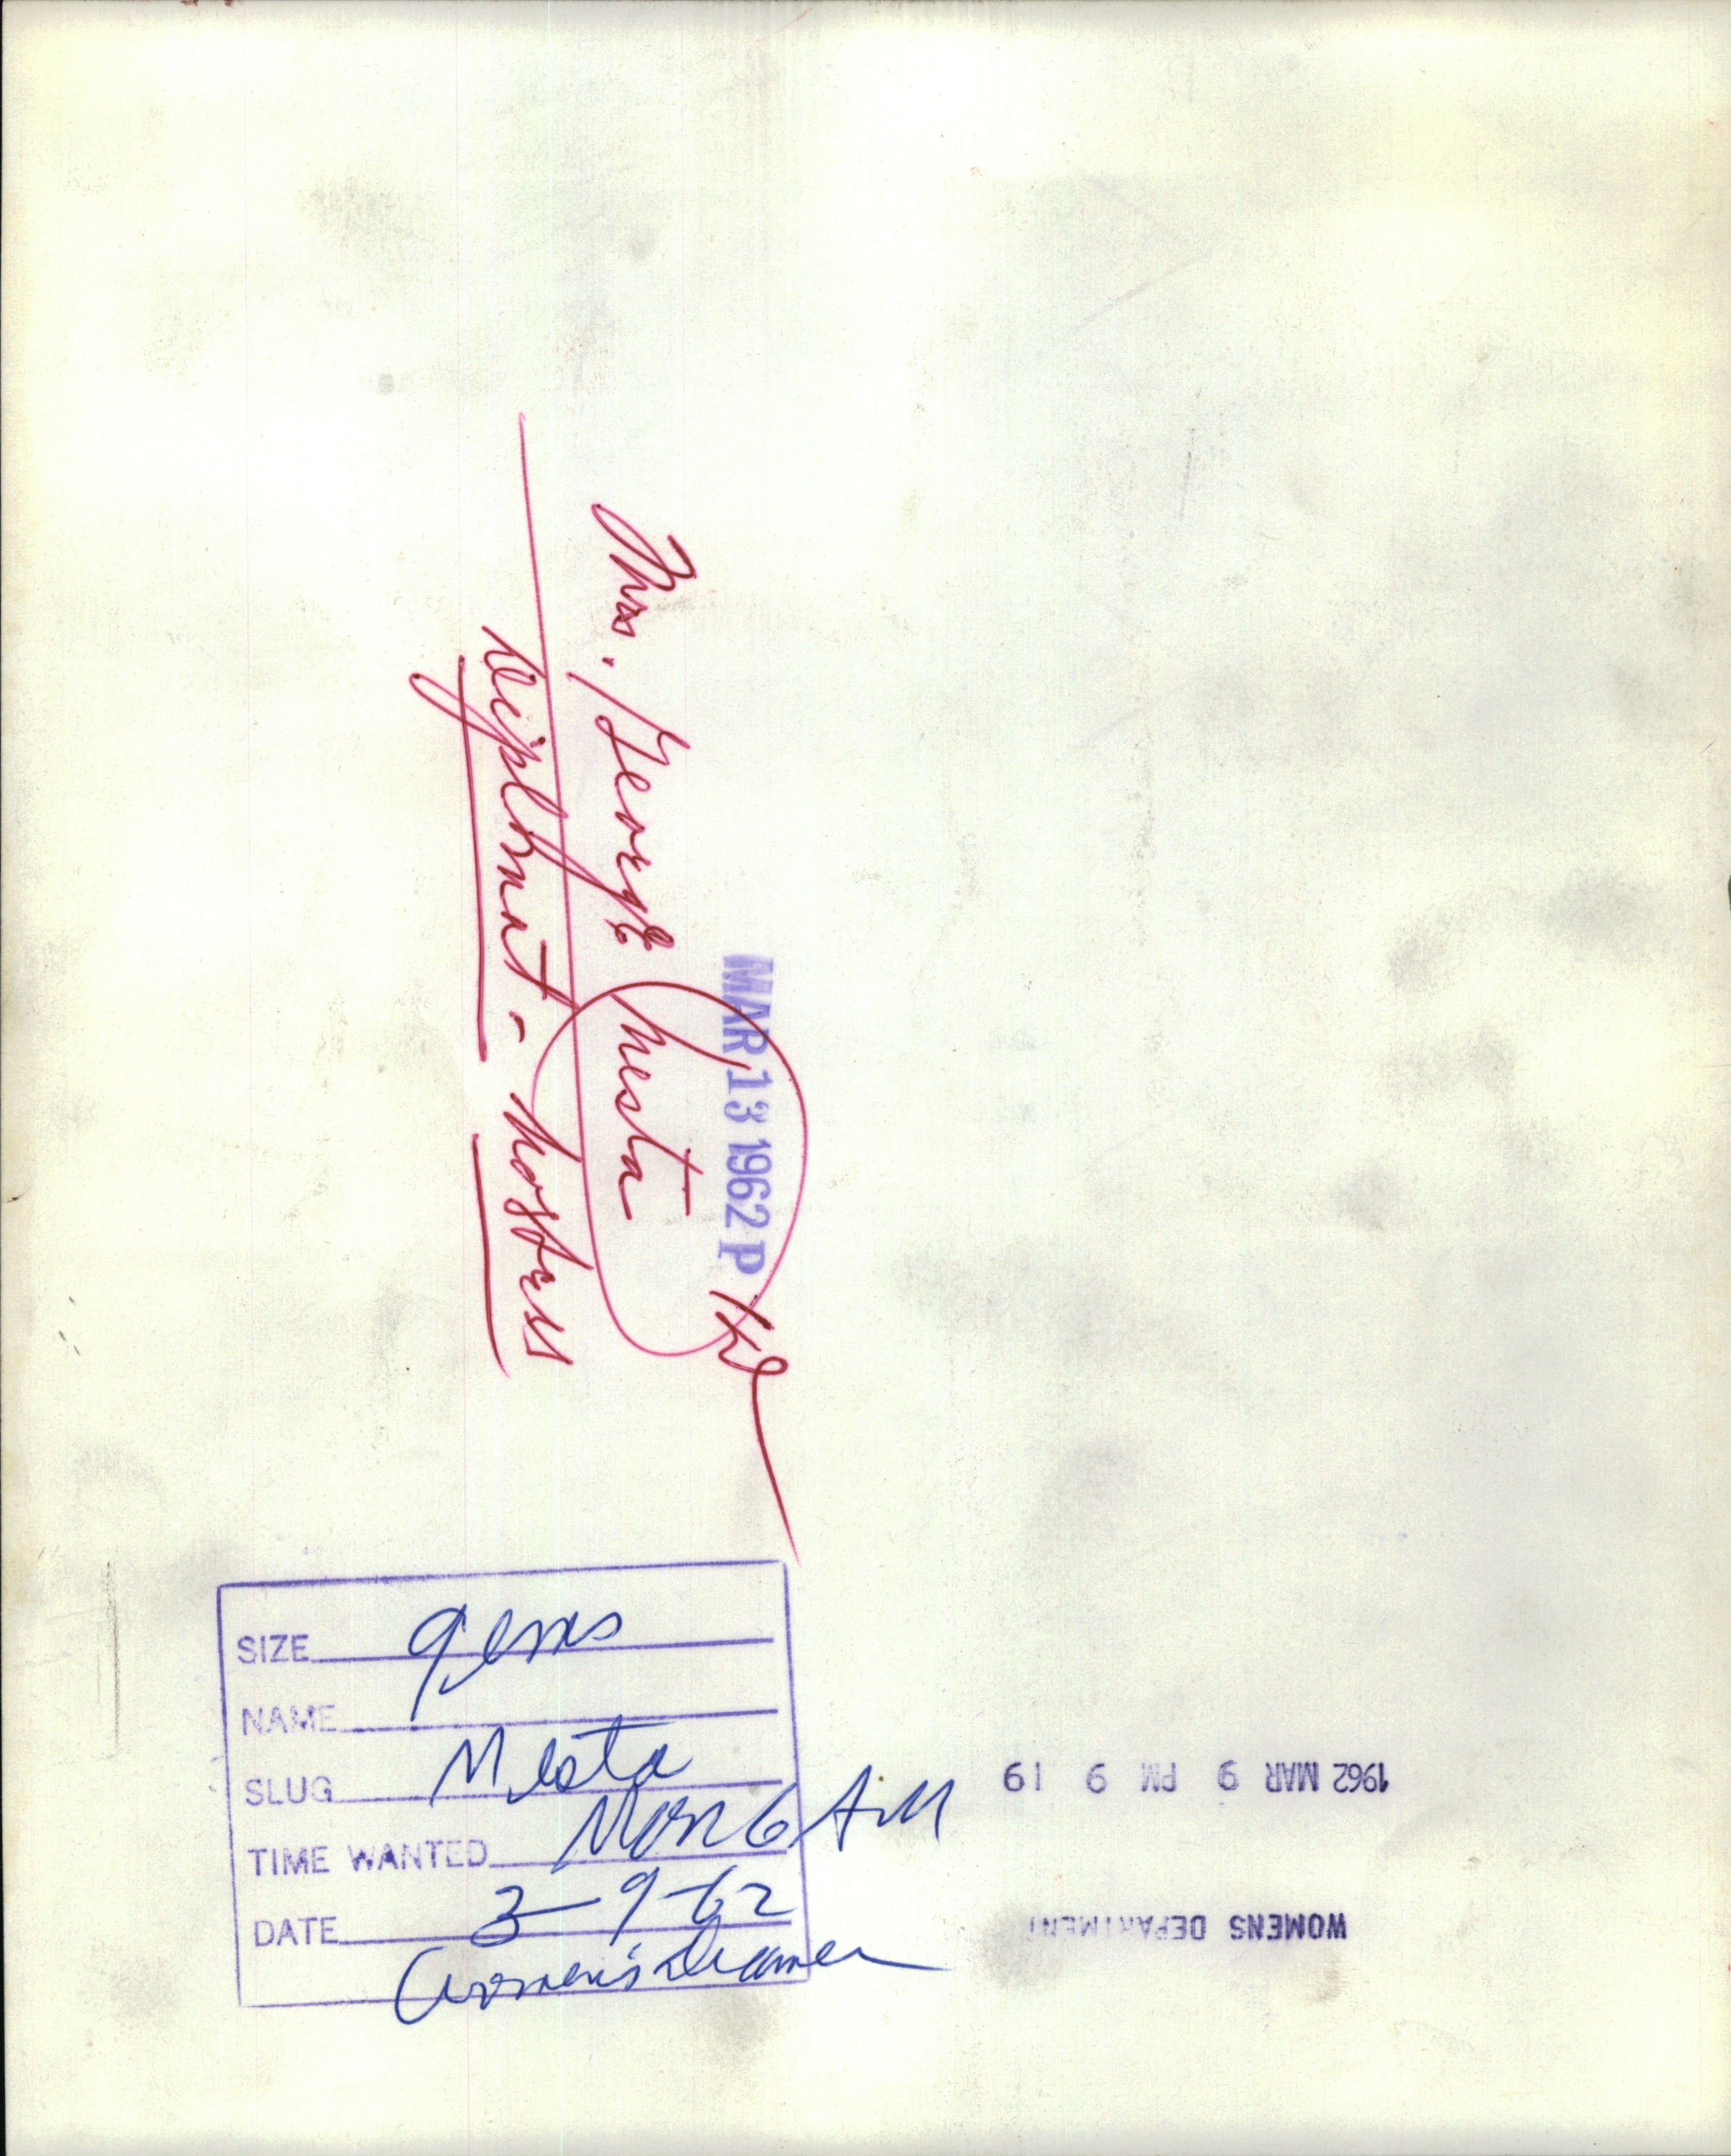 Mrs. George Mesta
Diplomat - hostess
MAR 13 1962 P
SIZE
NAME
SLUG Mesta
TIME WANTED Mon 6 AM
DATE 3-9-62
Women's
1962 MAR 9 PM 9 19
WOMENS DEPARTMENT